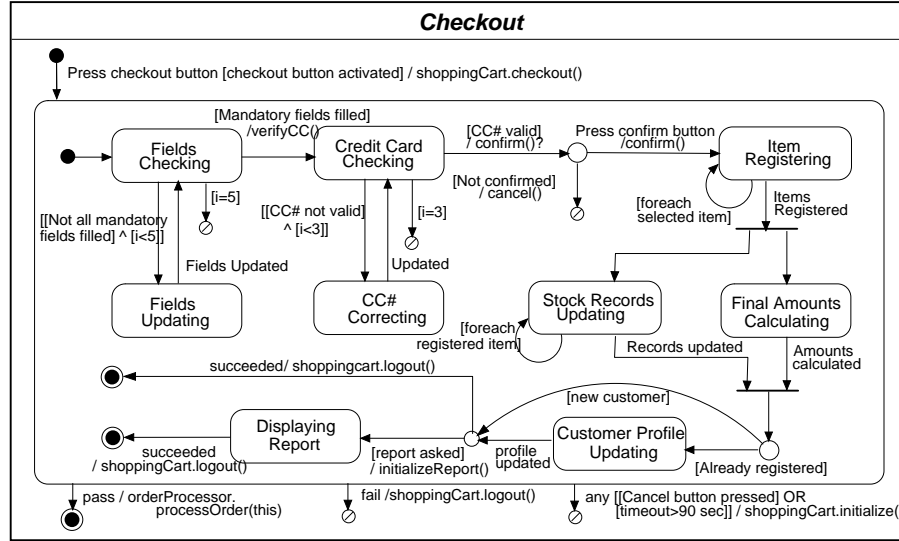 Checkout
Press checkout button [checkout button activated] / shoppingCart.checkout()
[Mandatory fields filled]
/verifyCC()
Fields
Checking
Credit Card
Checking
[CC# valid]
/ confirm()?
Press confirm button
/confirm()
Item
Registering
[i=5]
[[Not all mandatory
fields filled] ^ [i<5]]
Fields Updated
[[CC# not valid]
^ [i<3]]
[i=3]
Updated
[Not confirmed]
/ cancel()
[foreach
selected item]
Items
Registered
Fields
Updating
CC#
Correcting
Stock Records
Updating
Final Amounts
Calculating
[foreach
registered item]
Records updated
Amounts
calculated
succeeded/ shoppingcart.logout()
[new customer]
Displaying
Report
succeeded
/ shoppingCart.logout()
[report asked]
/ initializeReport()
profile
updated
Customer Profile
Updating
[Already registered]
pass / orderProcessor.
processOrder(this)
fail /shoppingCart.logout()
any [[Cancel button pressed] OR
[timeout>90 sec]] / shoppingCart.initialize(